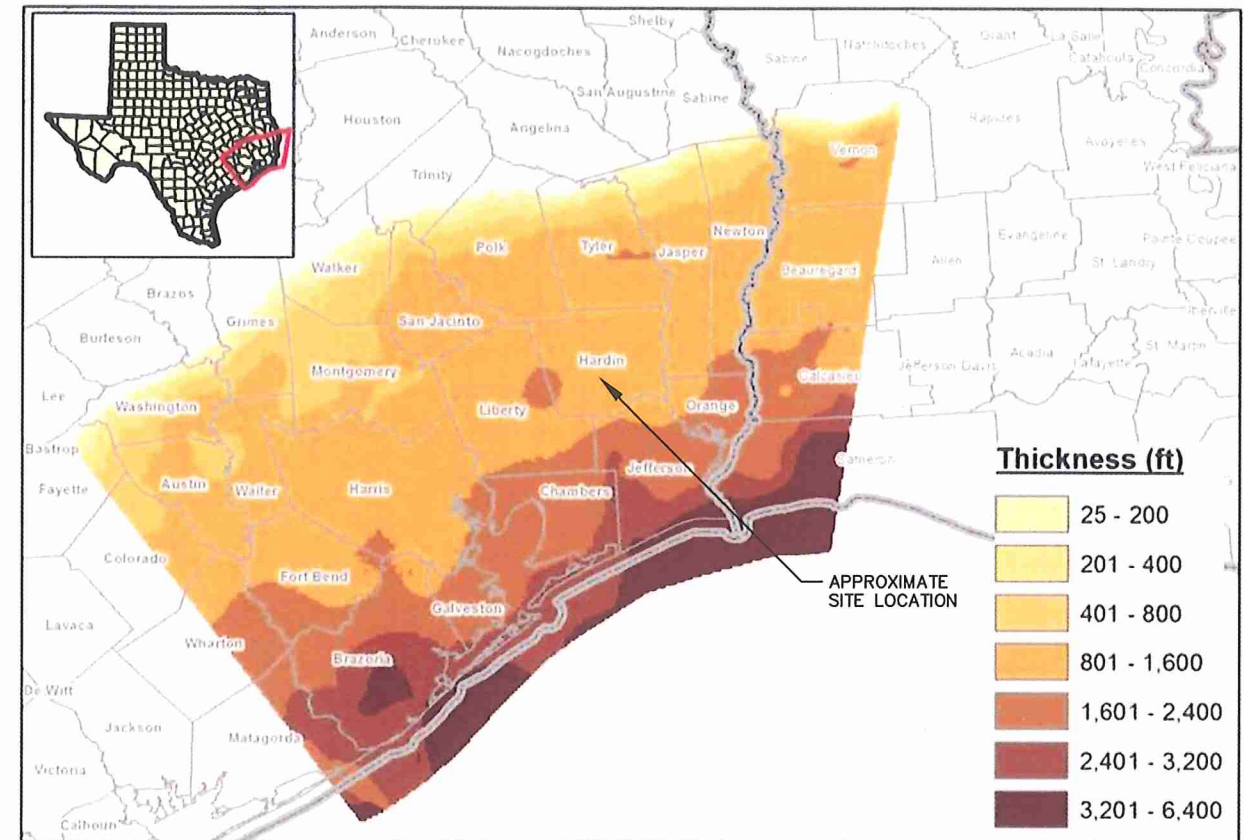 Shelby
Anderson
Cherokee
Nacogdoches
Sabine
Natchitoches
Grant
La Salle
Catahoula
Concordia
San Augustine
Sabine
Houston
Angelina
Rapides
Avoyelles
Vernon
West Feliciana
Trinity
Newton
Polk
Tyler
Jasper
Evangeline
Pointe Coupee
Walker
Beauregard
Allen
St. Landry
Brazos
Grimes
San Jacinto
Iberville
Burleson
Hardin
St. Martin
Acadia
Lafayette
Jefferson Davis
Montgomery
Calcasieu
Lee
Washington
Liberty
Orange
Bastrop
Cameron
Thickness (ft)
Jefferson
Fayette
Austin
Waller
Harris
Chambers
25 - 200
Colorado
201 - 400
Fort Bend
APPROXIMATE
SITE LOCATION
Galveston
401 - 800
Lavaca
Wharton
Brazoria
801 - 1,600
De Witt
Jackson
Matagorda
1,601 - 2,400
Victoria
2,401 - 3,200
Calhoun
3,201 - 6,400